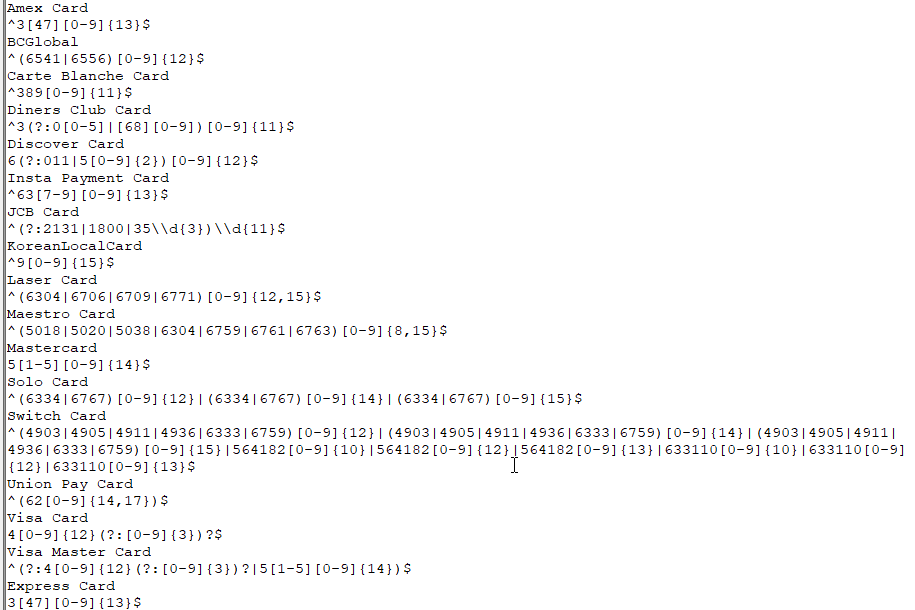 Amex Card
^3[47][0-9]{13}$
BCGlobal
^(6541|6556)[0-9]{12}$
Carte Blanche Card
^389[0-9]{11}$
Diners Club Card
^3(?:0[0-5]|[68][0-9])[0-9]{11}$
Discover Card
6(?:011|5[0-9]{2})[0-9]{12}$
Insta Payment Card
^63[7-9][0-9]{13}$
JCB Card
^(?:2131|1800|35\\d{3})\\d{11}$
KoreanLocalCard
^9[0-9]{15}$
Laser Card
^(6304|6706|6709|6771)[0-9]{12,15}$
Maestro Card
^(5018|5020|5038|6304|6759|6761|6763)[0-9]{8,15}$
Mastercard
5[1-5][0-9]{14}$
Solo Card
^(6334|6767)[0-9]{12}|(6334|6767)[0-9]{14}|(6334|6767)[0-9]{15}$
Switch Card
^(4903|4905|4911|4936|6333|6759)[0-9]{12}|(4903|4905|4911|4936|6333|6759)[0-9]{14}|(4903|4905|4911|
4936|6333|6759)[0-9]{15}|564182[0-9]{10}|564182[0-9]{12}|564182[0-9]{13}|633110[0-9]{10}|633110[0-9]
{12}|633110[0-9]{13}$
Union Pay Card
^(62[0-9]{14,17})$
Visa Card
4[0-9]{12}(?:[0-9]{3})?$
Visa Master Card
^(?:4[0-9]{12}(?:[0-9]{3})?|5[1-5][0-9]{14})$
Express Card
3[47][0-9]{13}$